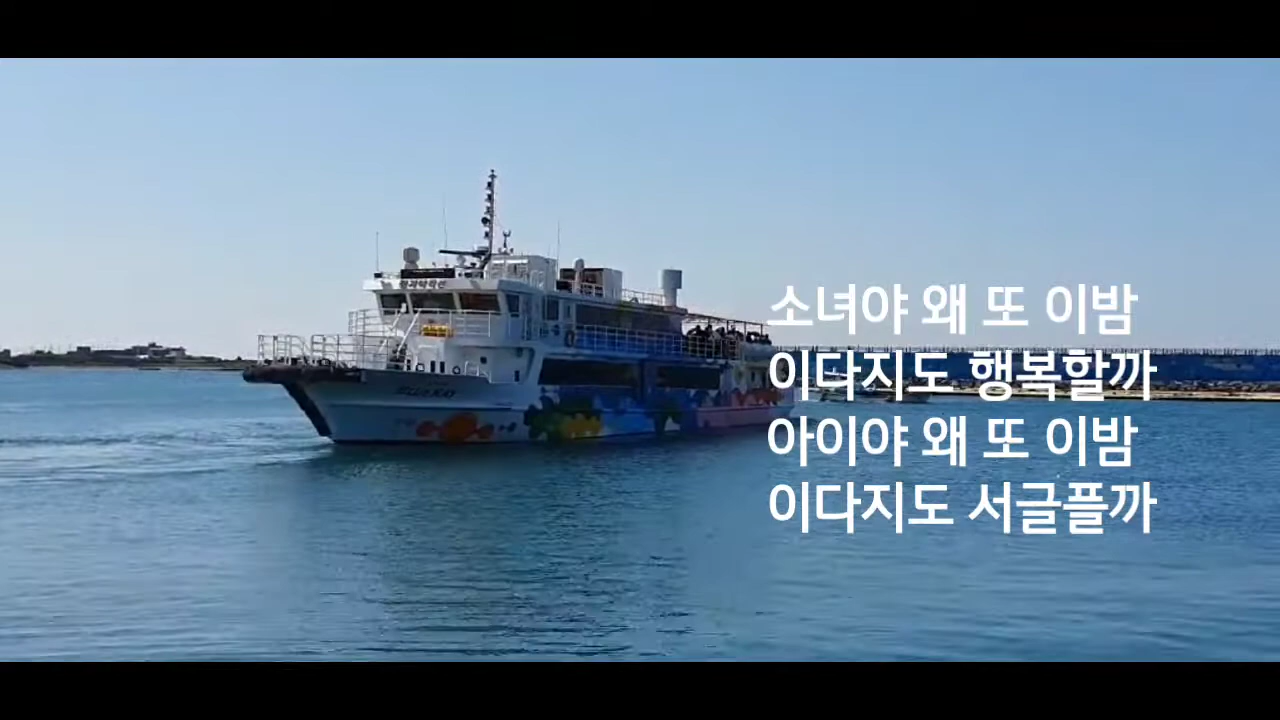 소녀야 왜 또 이밤
이다지도 행복할까
아이야 왜 또 이밤
이다지도 서글플까